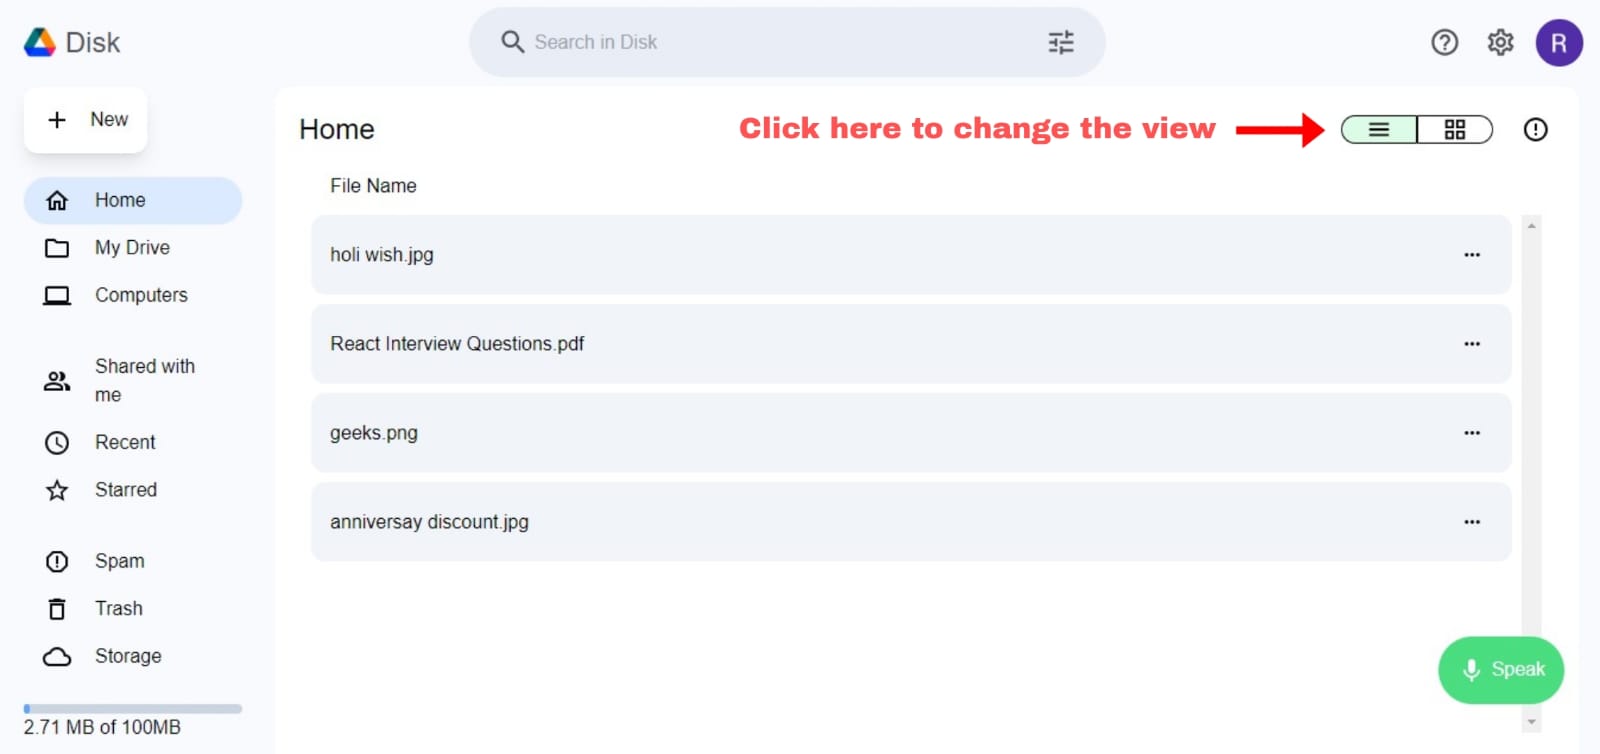 Disk
Search in Disk
R
New
Home
Click here to change the view
File Name
Home
My Drive
Computers
Shared with
me
Recent
Starred
Spam
Trash
Storage
2.71 MB of 100MB
holi wish.jpg
React Interview Questions.pdf
geeks.png
anniversay discount.jpg
Speak